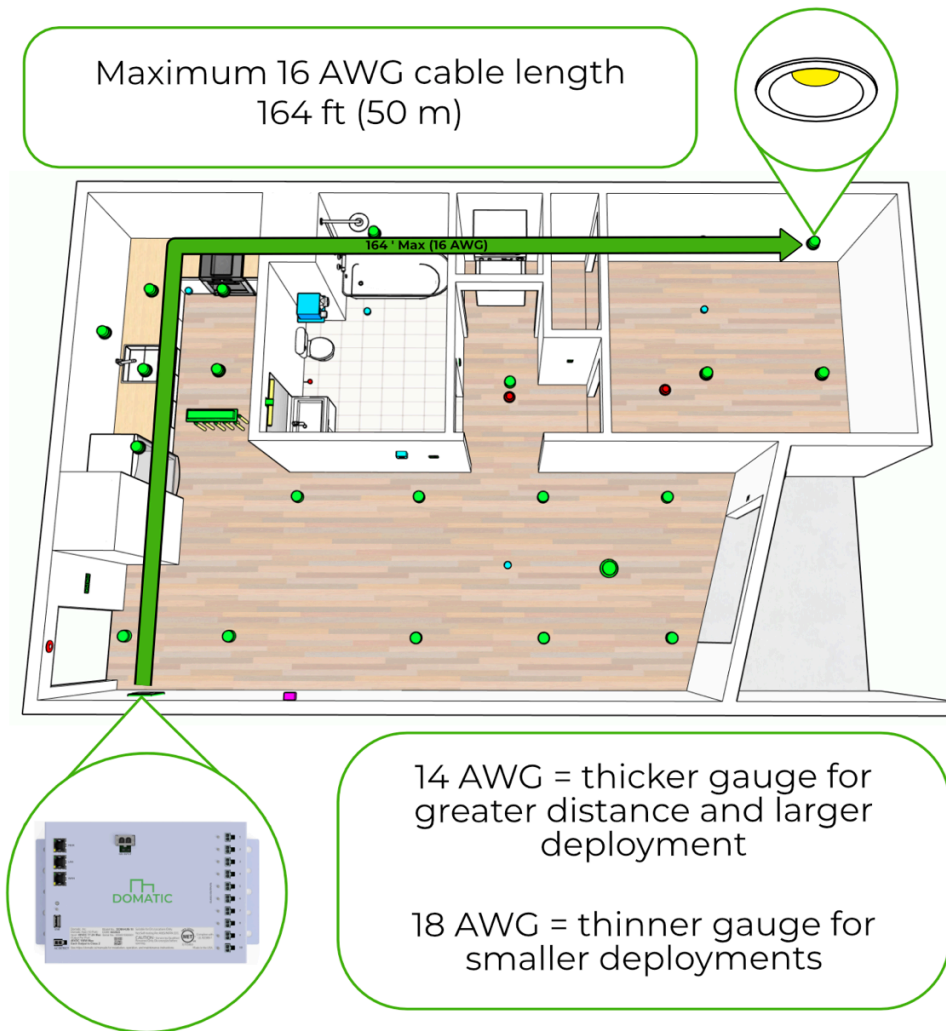 Maximum 16 AWG cable length
164 ft (50 m)
164 ' Max (16 AWG)
DOMATIC
14 AWG = thicker gauge for
greater distance and larger
deployment
18 AWG = thinner gauge for
smaller deployments